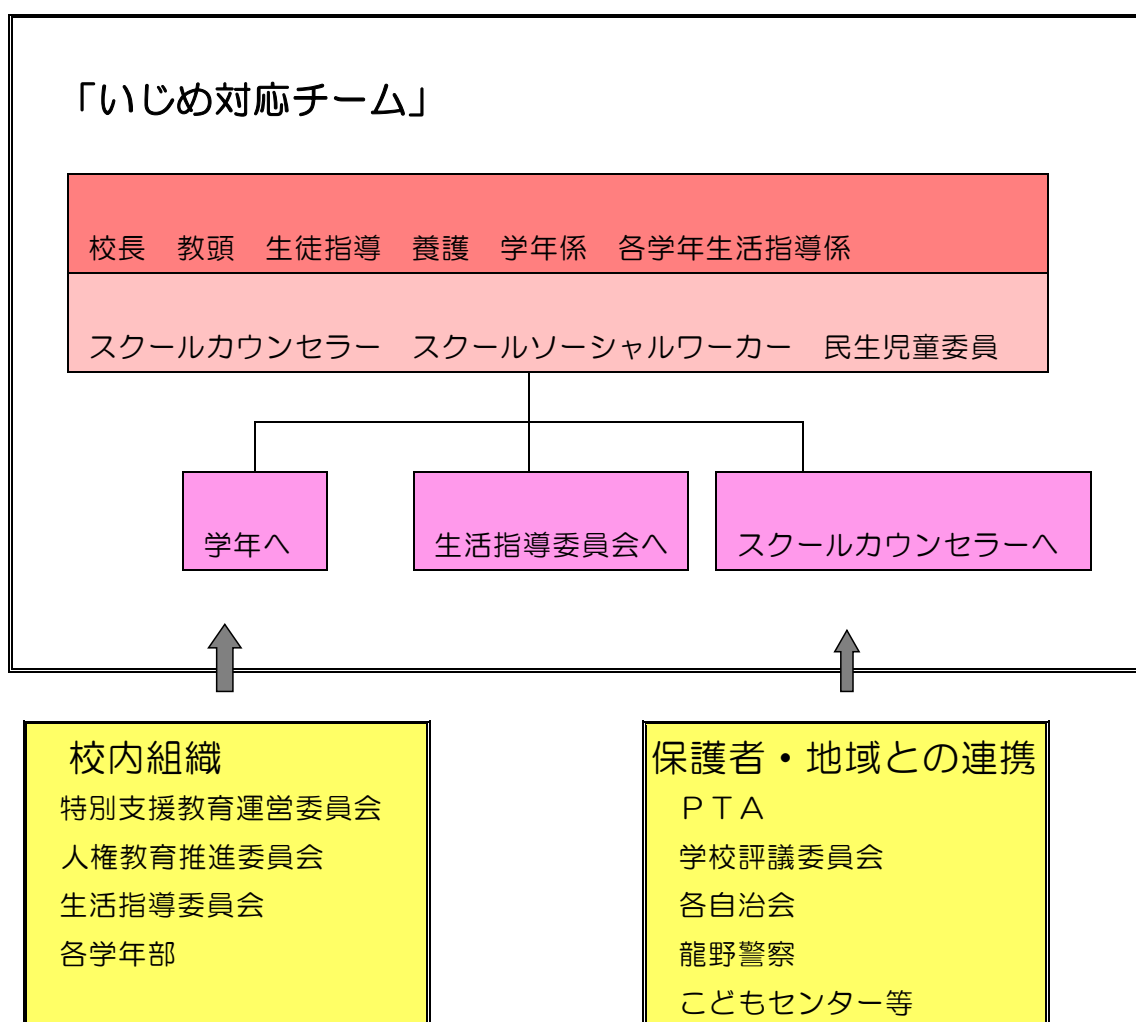 「いじめ対応チーム」
校長　教頭　生徒指導　養護　学年係　各学年生活指導係
スクールカウンセラー　スクールソーシャルワーカー　民生児童委員
学年へ
生活指導委員会へ
スクールカウンセラーへ
校内組織
特別支援教育運営委員会
人権教育推進委員会
生活指導委員会
各学年部
保護者・地域との連携
ＰＴＡ
学校評議委員会
各自治会
龍野警察
こどもセンター等